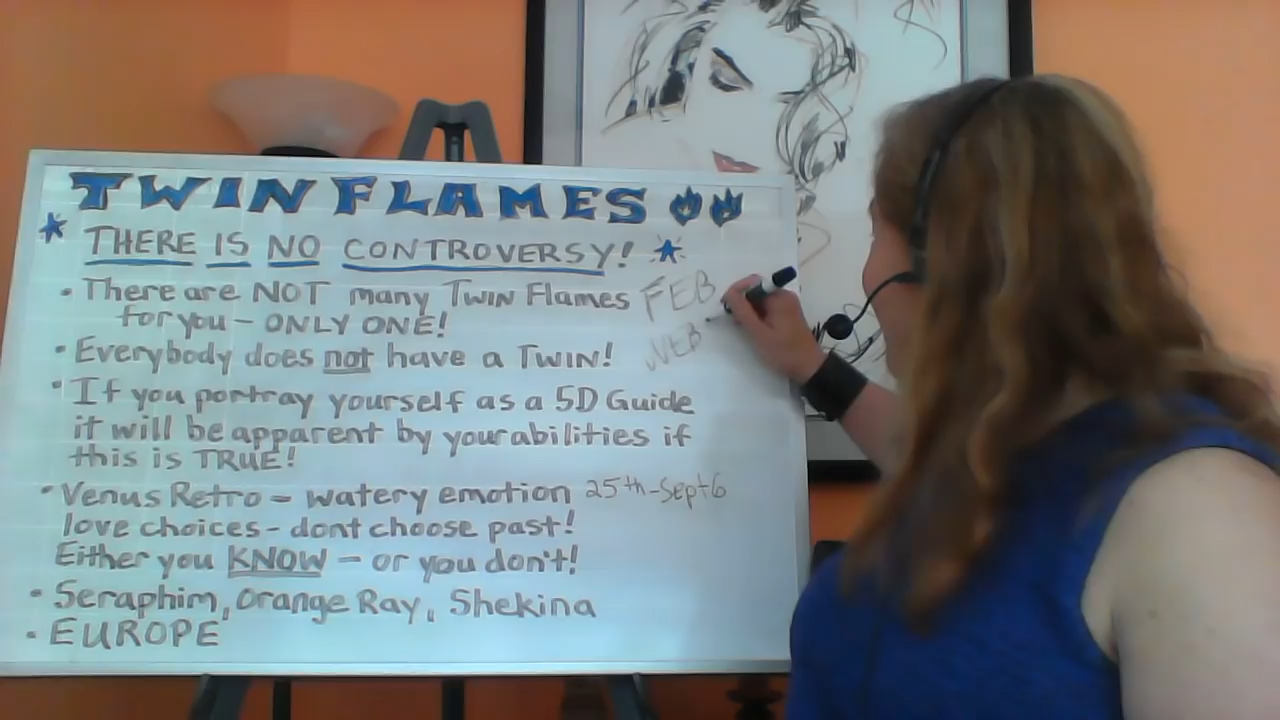 TWIN FLAMES
THERE IS NO CONTROVERSY!
• There are NOT many TWIN Flames
for you - ONLY ONE!
FEB
WEB
• Everybody does not have a TWIN!
• If you portray yourself as a 5D Guide
it will be apparent by your abilities if
this is TRUE!
• Venus Retro - watery emotion 25th-Sept 6
love choices - dont choose past!
Either you KNOW - or you don't!
• Seraphim, Orange Ray, Shekina
• EUROPE